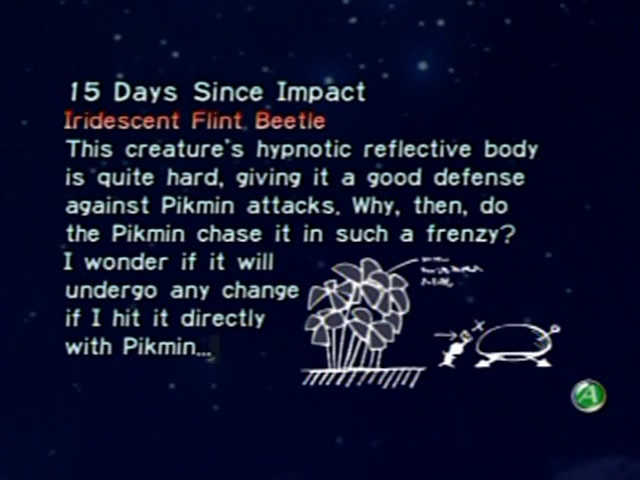 15 Days Since Impact
Iridescent Flint Beetle
This creature's hypnotic reflective body
is quite hard, giving it a good defense
against Pikmin attacks. Why, then, do
the Pikmin chase it in such a frenzy?
I wonder if it will
undergo any change
if I hit it directly
with Pikmin...
A